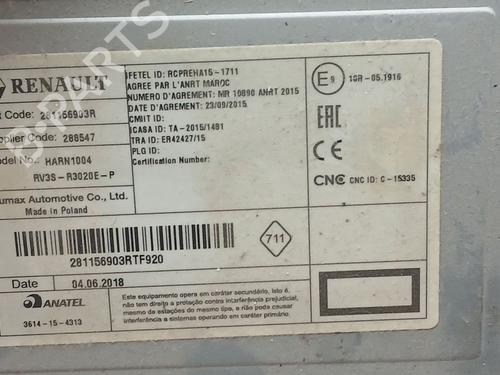 RENAULT
t Code: 281156903R
pplier Code: 288547
Model No: HARN1004
RV3S-R3020E-P
umax Automotive Co., Ltd.
Made in Poland
IFETEL ID: RCPREHA15-1711
AGREE PAR L'ANRT MAROC
NUMERO D'AGREMENT: MR 10890 ANRT 2015
DATE D'AGREMENT: 23/09/2015
CMIIT ID:
ICASA ID: TA-2015/1481
TRA ID: ER42427/15
PLG ID:
Certification Number:
E9 10R-05.1916
EAC
CE
CNC CNC ID: C-15335
281156903RTF920
711
Date 04.06.2018
ANATEL
3614-15-4313
Este equipamento opera em caráter secundário, isto é,
não tem direito a proteção contra interferência prejudicial,
mesmo de estações do mesmo tipo, e não pode causar
interferência a sistemas operando em caráter primário.
B-PARTS